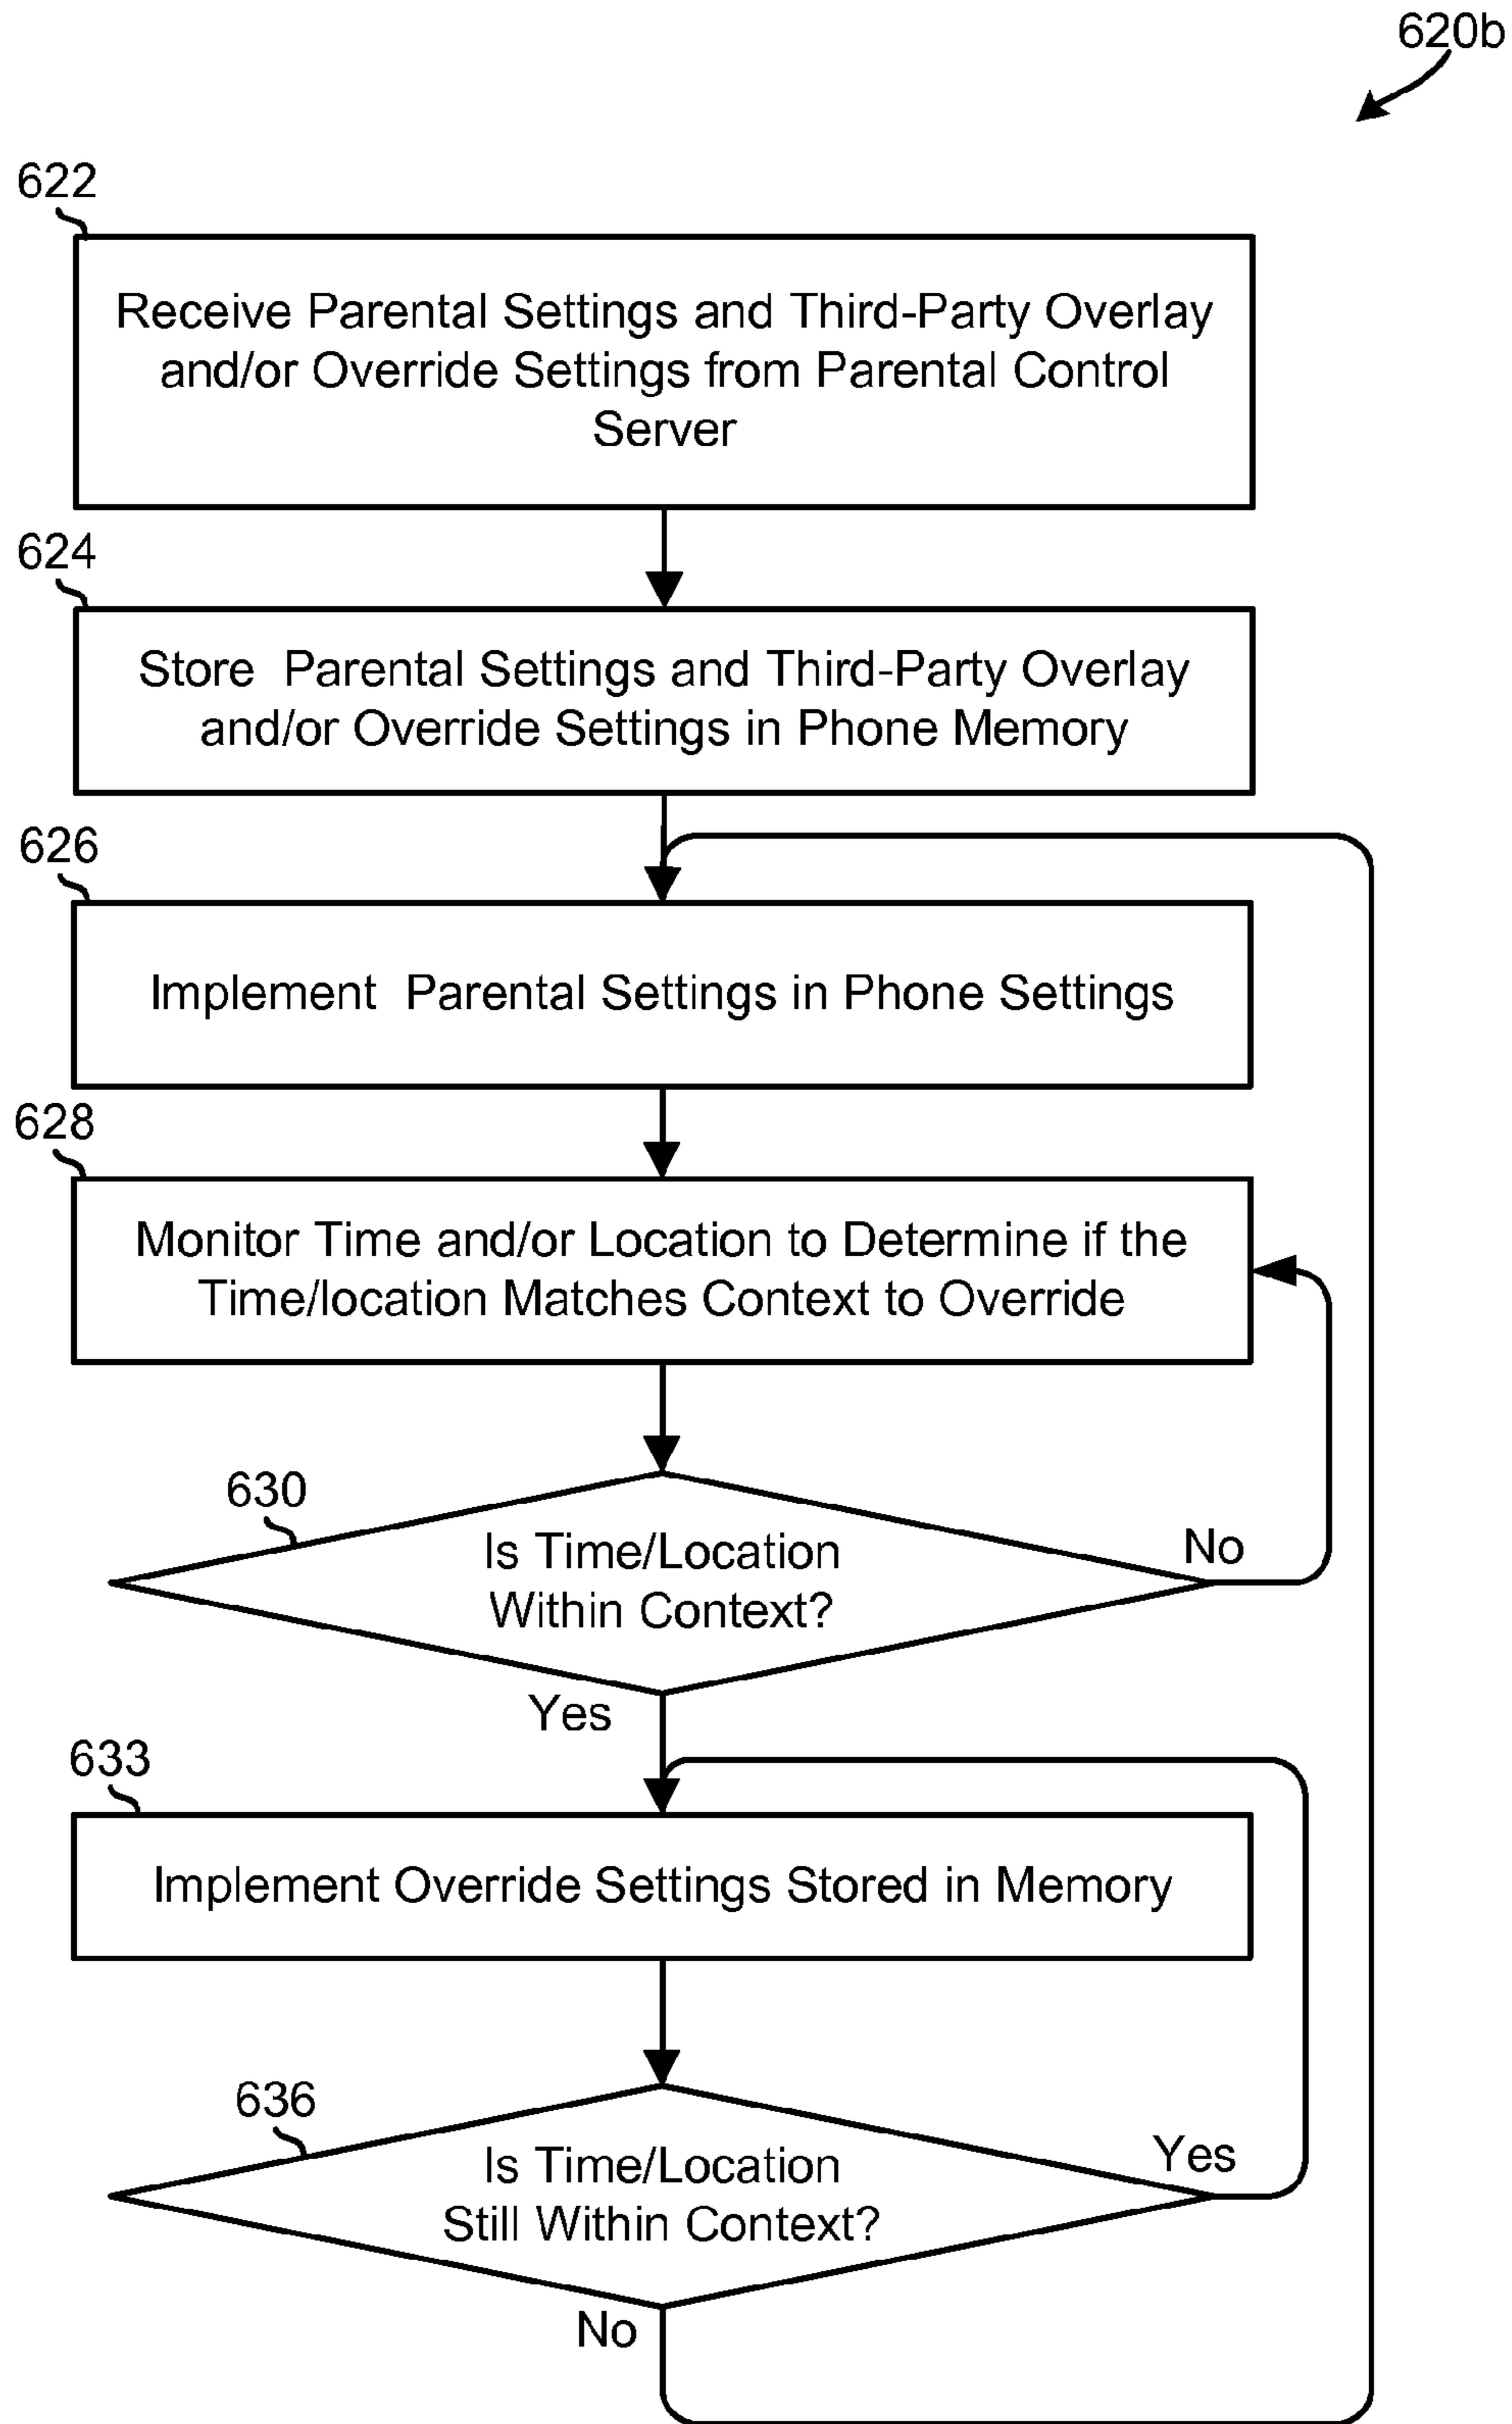 620b
622
Receive Parental Settings and Third-Party Overlay
and/or Override Settings from Parental Control
Server
624
Store Parental Settings and Third-Party Overlay
and/or Override Settings in Phone Memory
626
Implement Parental Settings in Phone Settings
628
Monitor Time and/or Location to Determine if the
Time/location Matches Context to Override
630
Is Time/Location
Within Context?
No
Yes
633
Implement Override Settings Stored in Memory
636
Is Time/Location
Still Within Context?
Yes
No